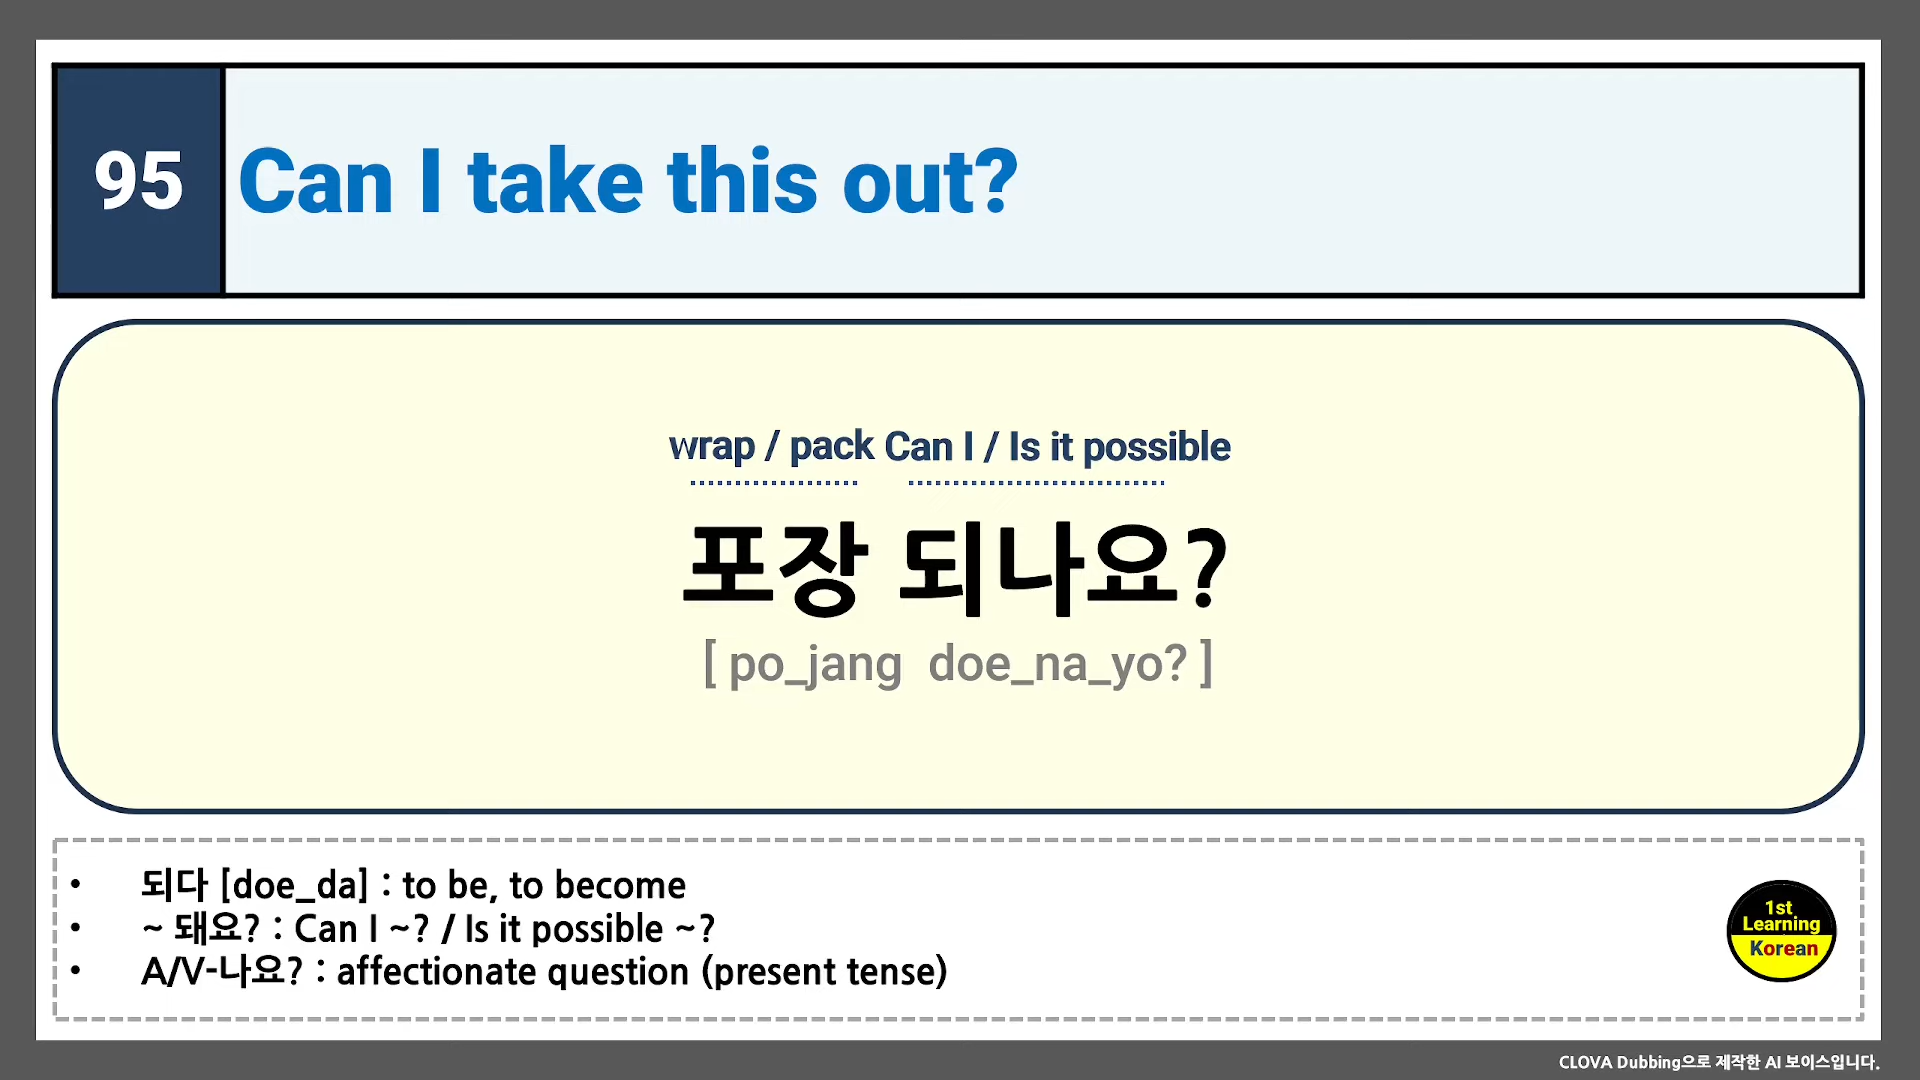 95
Can I take this out?
wrap / pack Can I / Is it possible
포장 되나요?
[ po_jang doe_na_yo? ]
• 되다 [doe_da] : to be, to become
• ~ 돼요? : Can I ~? / Is it possible ~?
• A/V-나요? : affectionate question (present tense)
1st
Learning
Korean
CLOVA Dubbing으로 제작한 AI 보이스입니다.